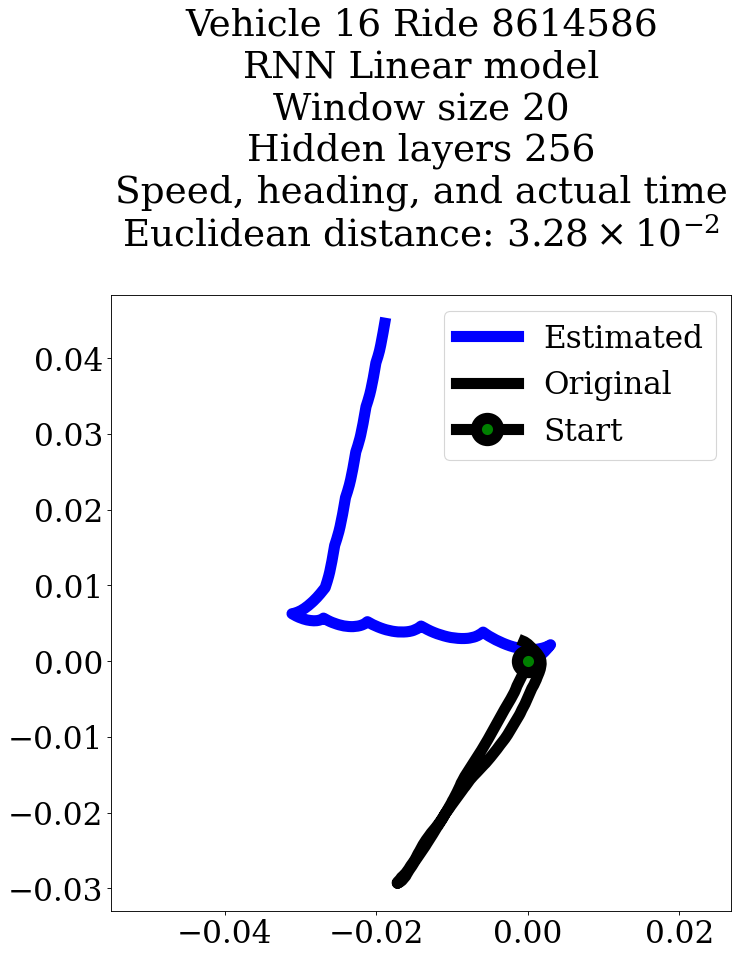 Vehicle 16 Ride 8614586
RNN Linear model
Window size 20
Hidden layers 256
Speed, heading, and actual time
Euclidean distance: 3.28 × 10⁻²
Estimated
Original
Start
0.04
0.03
0.02
0.01
0.00
−0.01
−0.02
−0.03
−0.04 −0.02 0.00 0.02